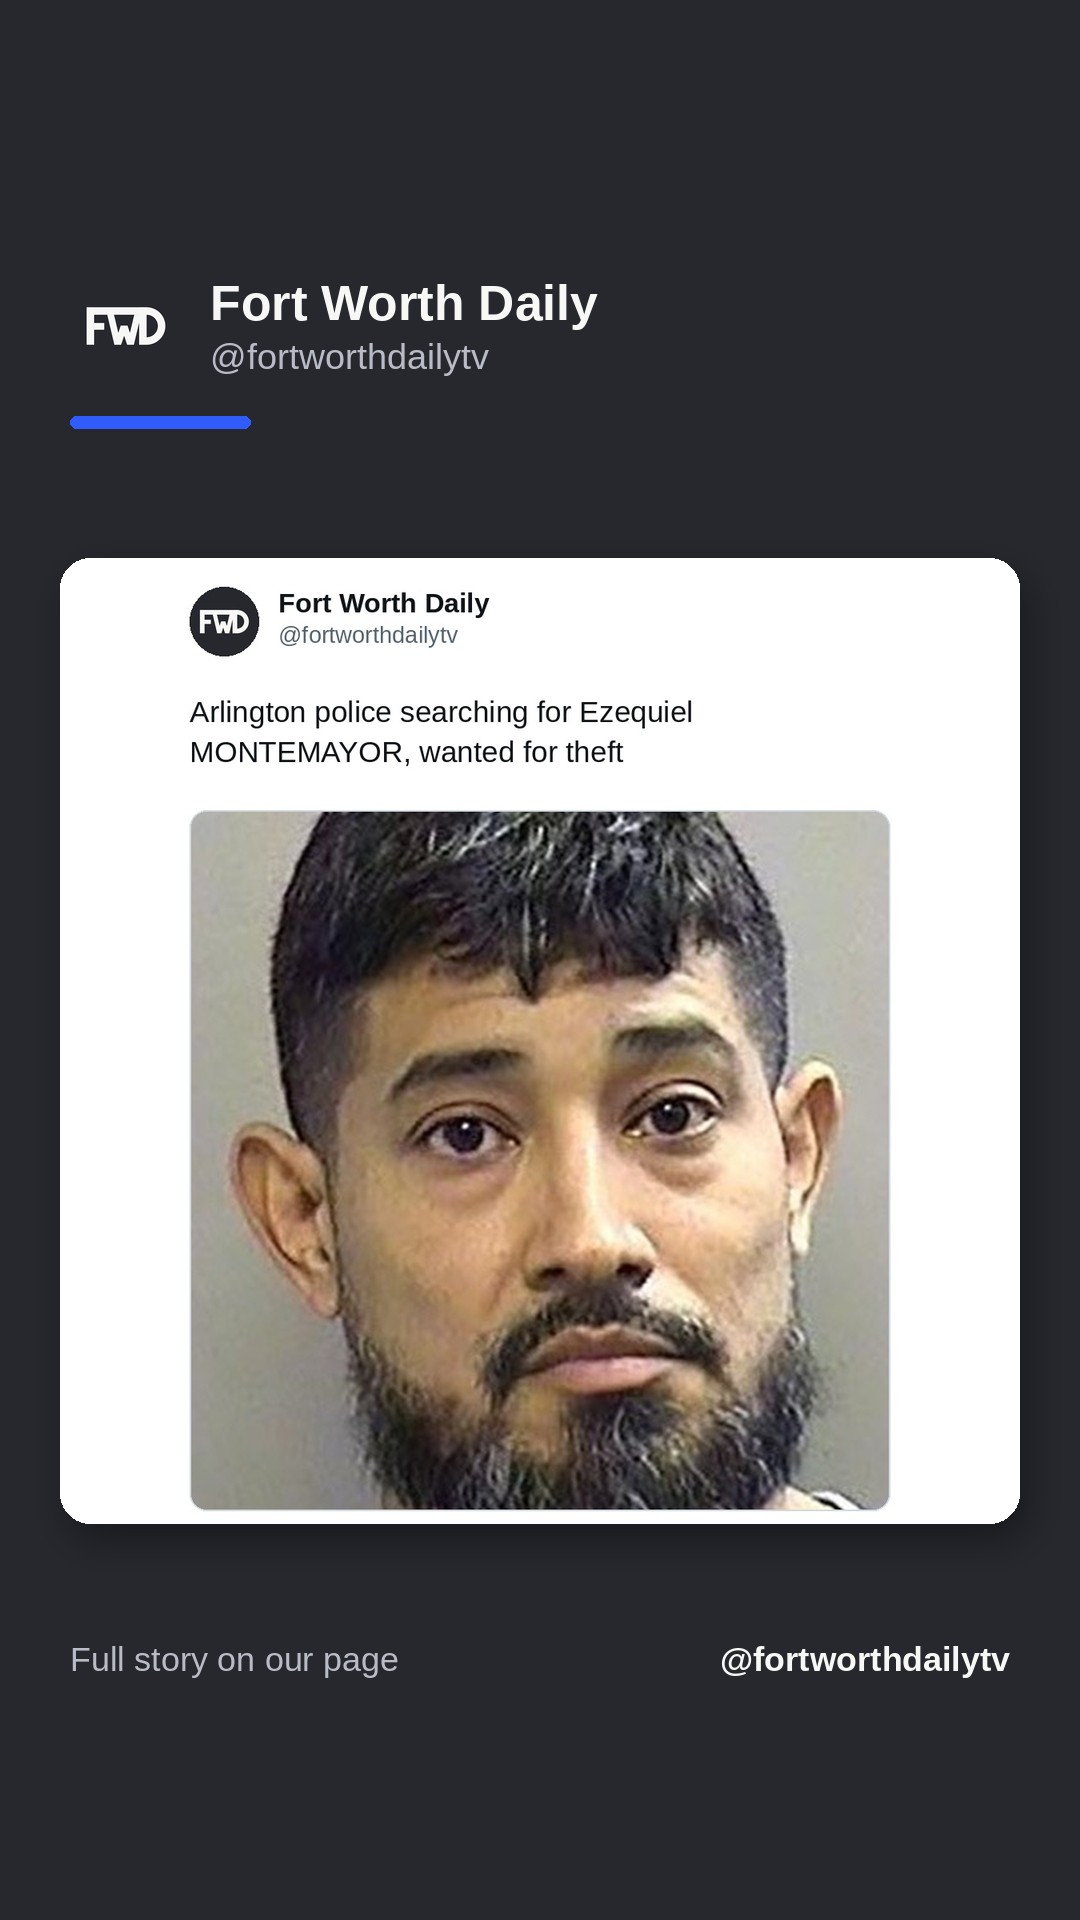 FWD
Fort Worth Daily
@fortworthdailytv
FWD
Fort Worth Daily
@fortworthdailytv
Arlington police searching for Ezequiel
MONTEMAYOR, wanted for theft
Full story on our page
@fortworthdailytv